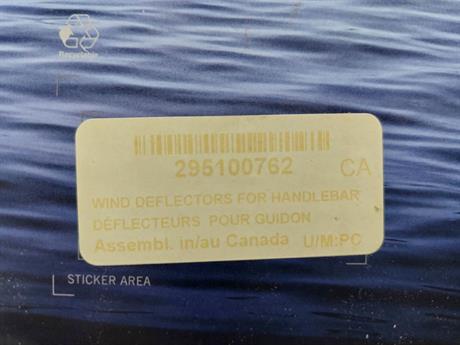 Recyclable
295100762 CA
WIND DEFLECTORS FOR HANDLEBAR
DÉFLECTEURS POUR GUIDON
Assembl. in/au Canada U/M:PC
STICKER AREA